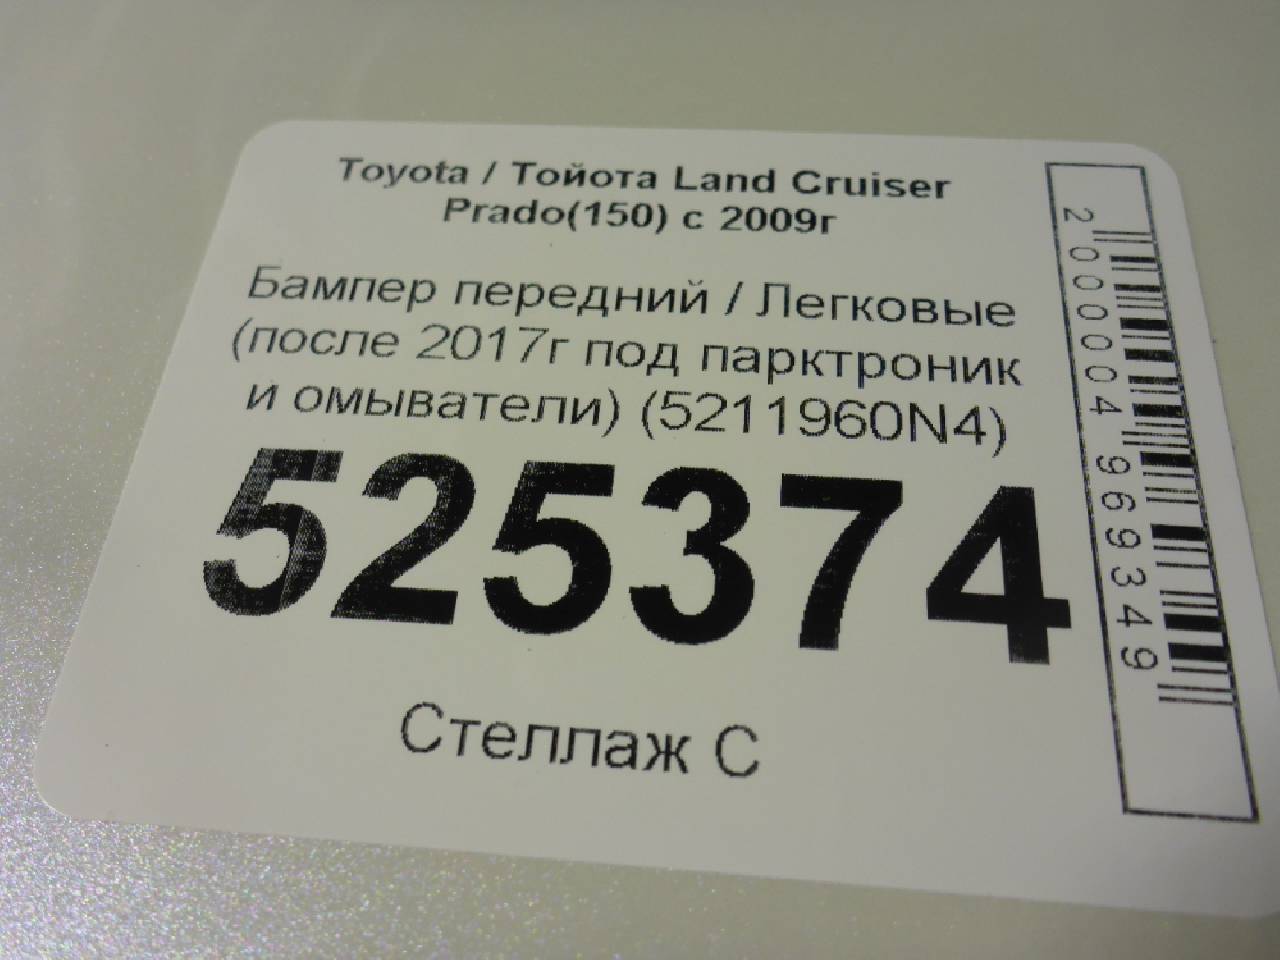 Toyota / Тойота Land Cruiser
Prado(150) с 2009г
Бампер передний / Легковые
(после 2017г под парктроник
и омыватели) (5211960N4)
525374
Стеллаж С
2000004969349